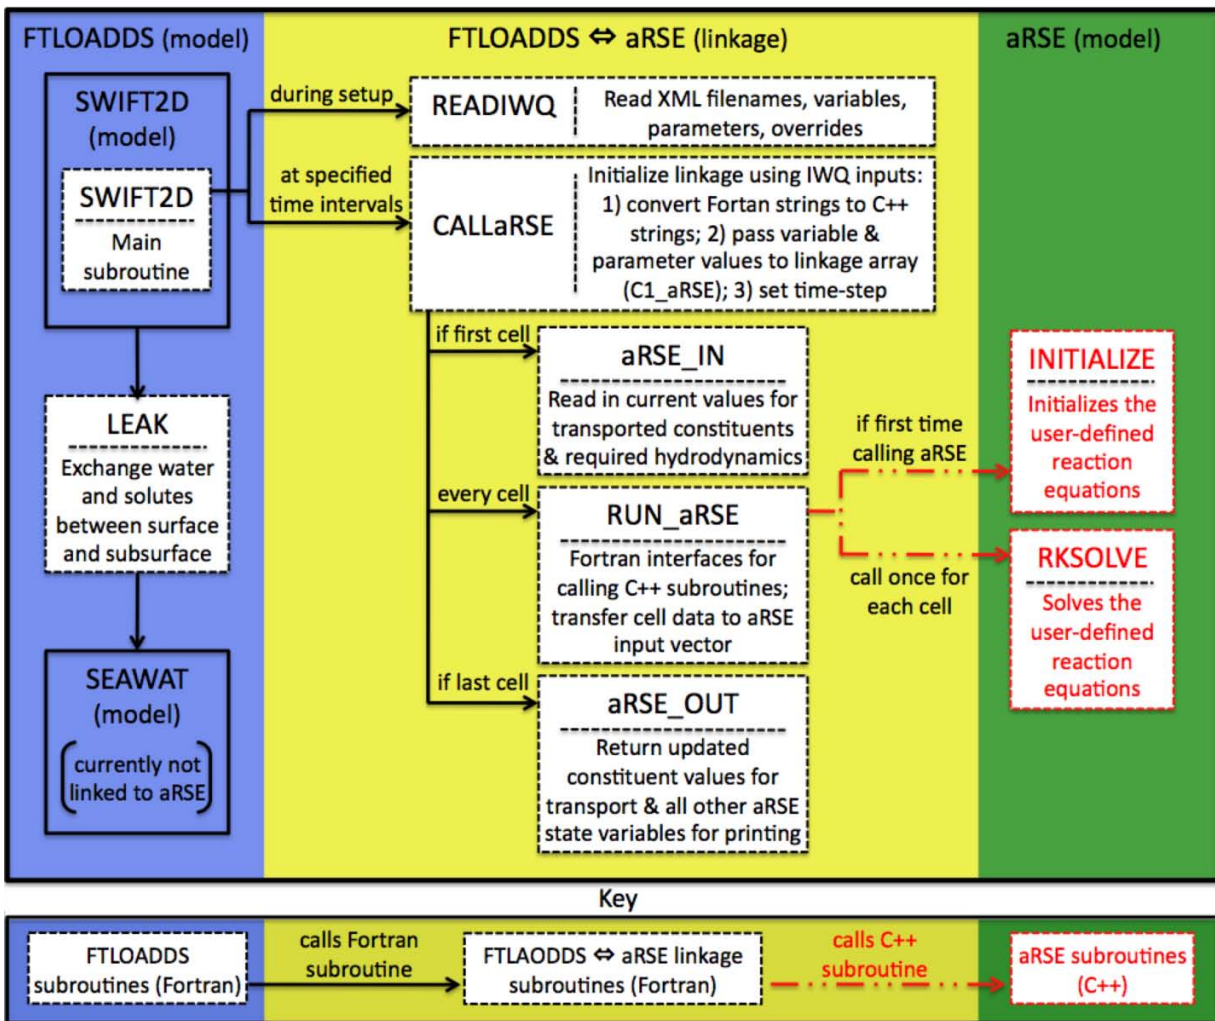 FTLOADDS (model)
FTLOADDS ⇔ aRSE (linkage)
aRSE (model)
SWIFT2D
(model)
SWIFT2D
Main
subroutine
during setup
READIWQ
Read XML filenames, variables,
parameters, overrides
at specified
time intervals
CALLaRSE
Initialize linkage using IWQ inputs:
1) convert Fortan strings to C++
strings; 2) pass variable &
parameter values to linkage array
(C1_aRSE); 3) set time-step
if first cell
aRSE_IN
Read in current values for
transported constituents
& required hydrodynamics
LEAK
Exchange water
and solutes
between surface
and subsurface
every cell
RUN_aRSE
Fortran interfaces for
calling C++ subroutines;
transfer cell data to aRSE
input vector
if first time
calling aRSE
INITIALIZE
Initializes the
user-defined
reaction
equations
call once for
each cell
RKSOLVE
Solves the
user-defined
reaction
equations
SEAWAT
(model)
currently not
linked to aRSE
if last cell
aRSE_OUT
Return updated
constituent values for
transport & all other aRSE
state variables for printing
Key
FTLOADDS
subroutines (Fortran)
calls Fortran
subroutine
FTLAODDS ⇔ aRSE linkage
subroutines (Fortran)
calls C++
subroutine
aRSE subroutines
(C++)